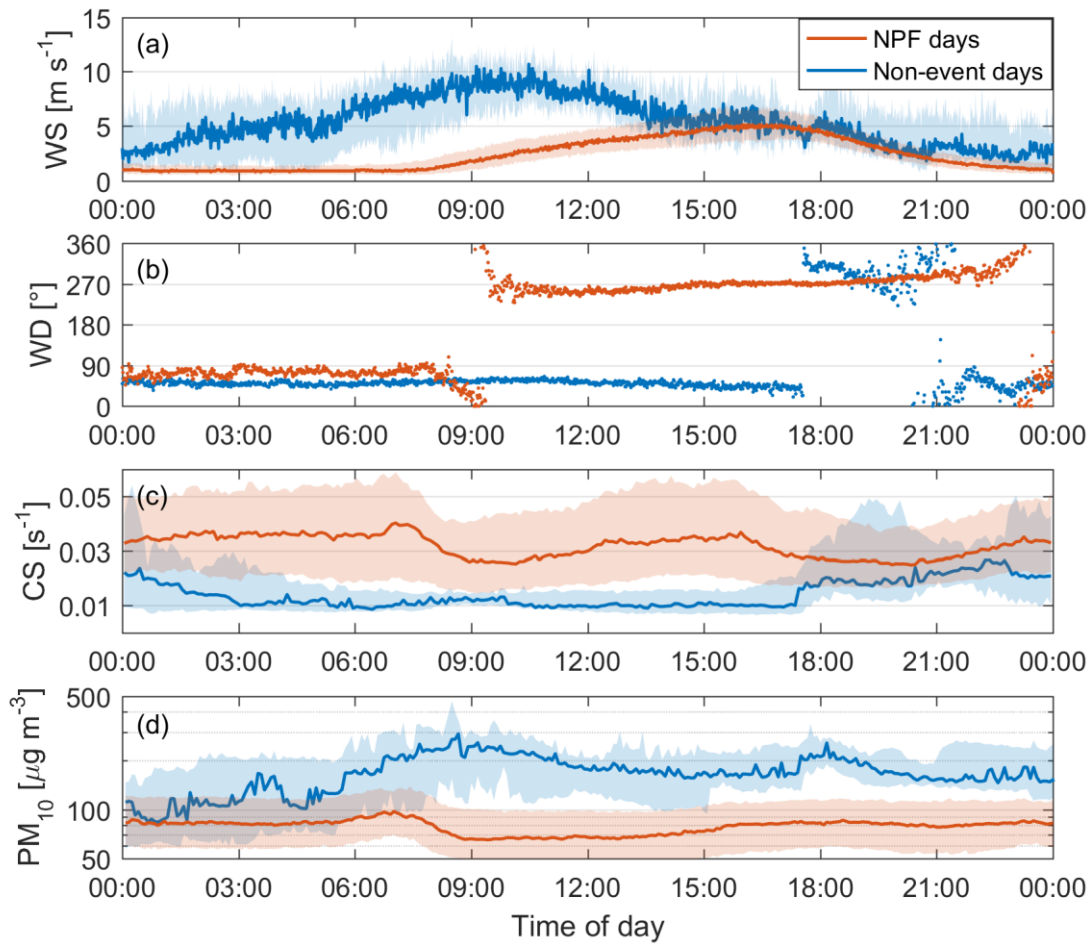 (a)
NPF days
Non-event days
WS [m s⁻¹]
15
10
5
0
00:00 03:00 06:00 09:00 12:00 15:00 18:00 21:00 00:00
(b)
WD [°]
360
270
180
90
0
00:00 03:00 06:00 09:00 12:00 15:00 18:00 21:00 00:00
(c)
CS [s⁻¹]
0.05
0.03
0.01
00:00 03:00 06:00 09:00 12:00 15:00 18:00 21:00 00:00
(d)
PM₁₀ [μg m⁻³]
500
100
50
00:00 03:00 06:00 09:00 12:00 15:00 18:00 21:00 00:00
Time of day